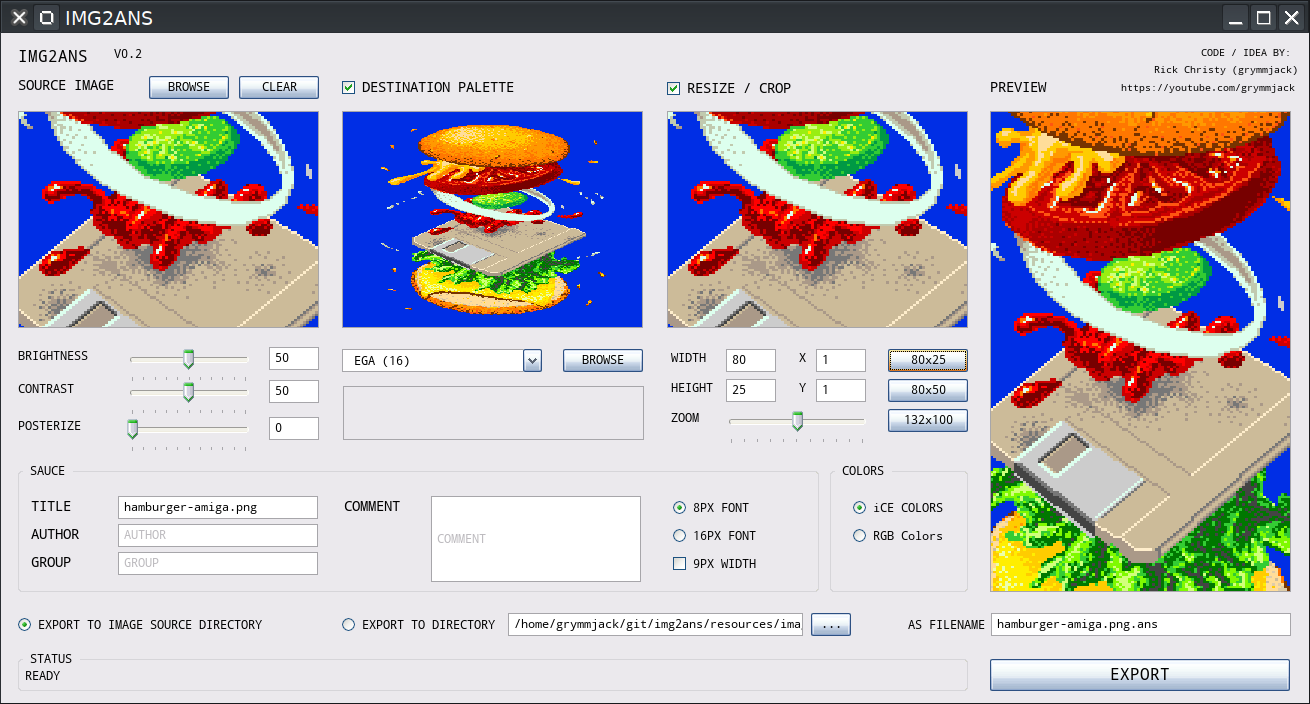 IMG2ANS
IMG2ANS V0.2
CODE / IDEA BY:
Rick Christy (grymmjack)
https://youtube.com/grymmjack
SOURCE IMAGE BROWSE CLEAR DESTINATION PALETTE RESIZE / CROP PREVIEW
BRIGHTNESS 50 EGA (16) BROWSE WIDTH 80 X 1 80x25
CONTRAST 50 HEIGHT 25 Y 1 80x50
POSTERIZE 0 ZOOM 132x100
SAUCE COLORS
TITLE hamburger-amiga.png COMMENT 8PX FONT iCE COLORS
AUTHOR AUTHOR COMMENT 16PX FONT RGB Colors
GROUP GROUP 9PX WIDTH
EXPORT TO IMAGE SOURCE DIRECTORY EXPORT TO DIRECTORY /home/grymmjack/git/img2ans/resources/ima ... AS FILENAME hamburger-amiga.png.ans
STATUS
READY EXPORT